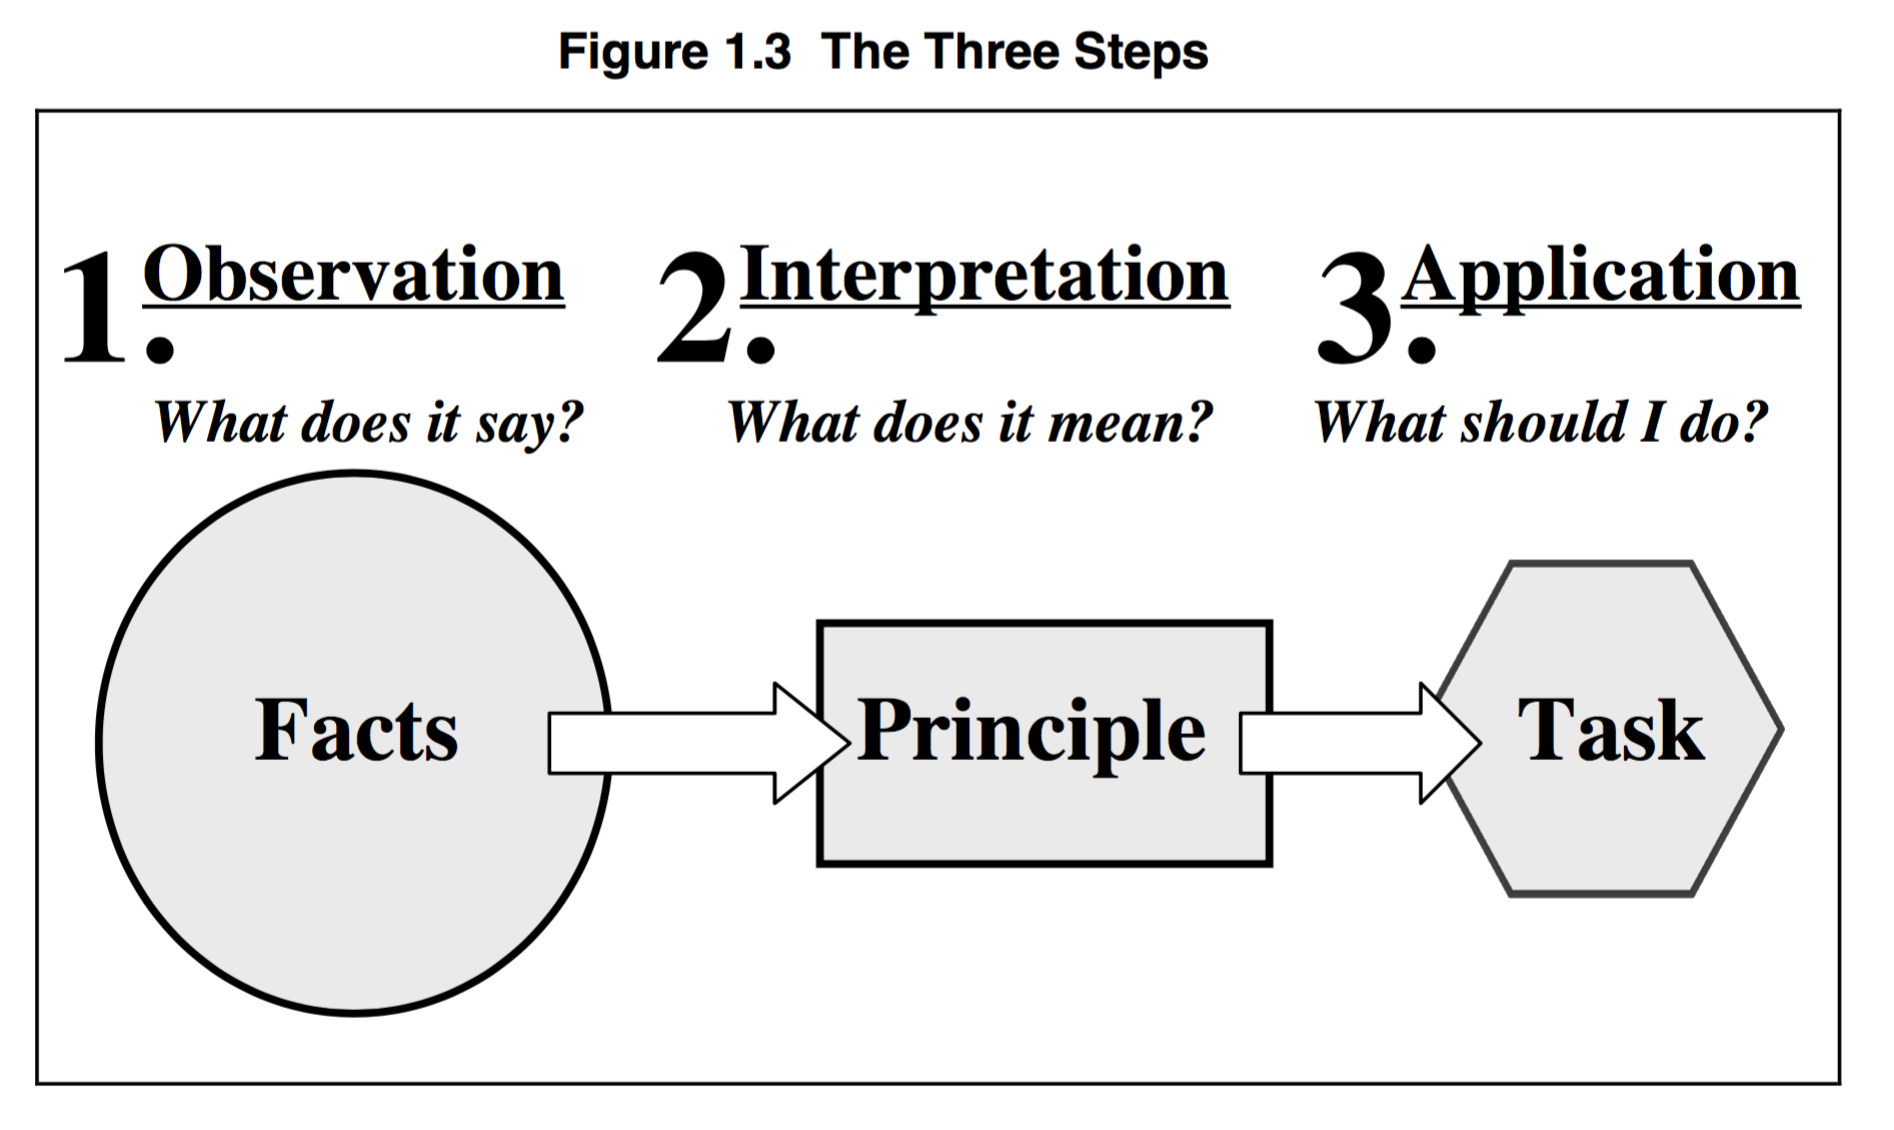 Figure 1.3 The Three Steps
1. Observation
What does it say?
2. Interpretation
What does it mean?
3. Application
What should I do?
Facts
Principle
Task